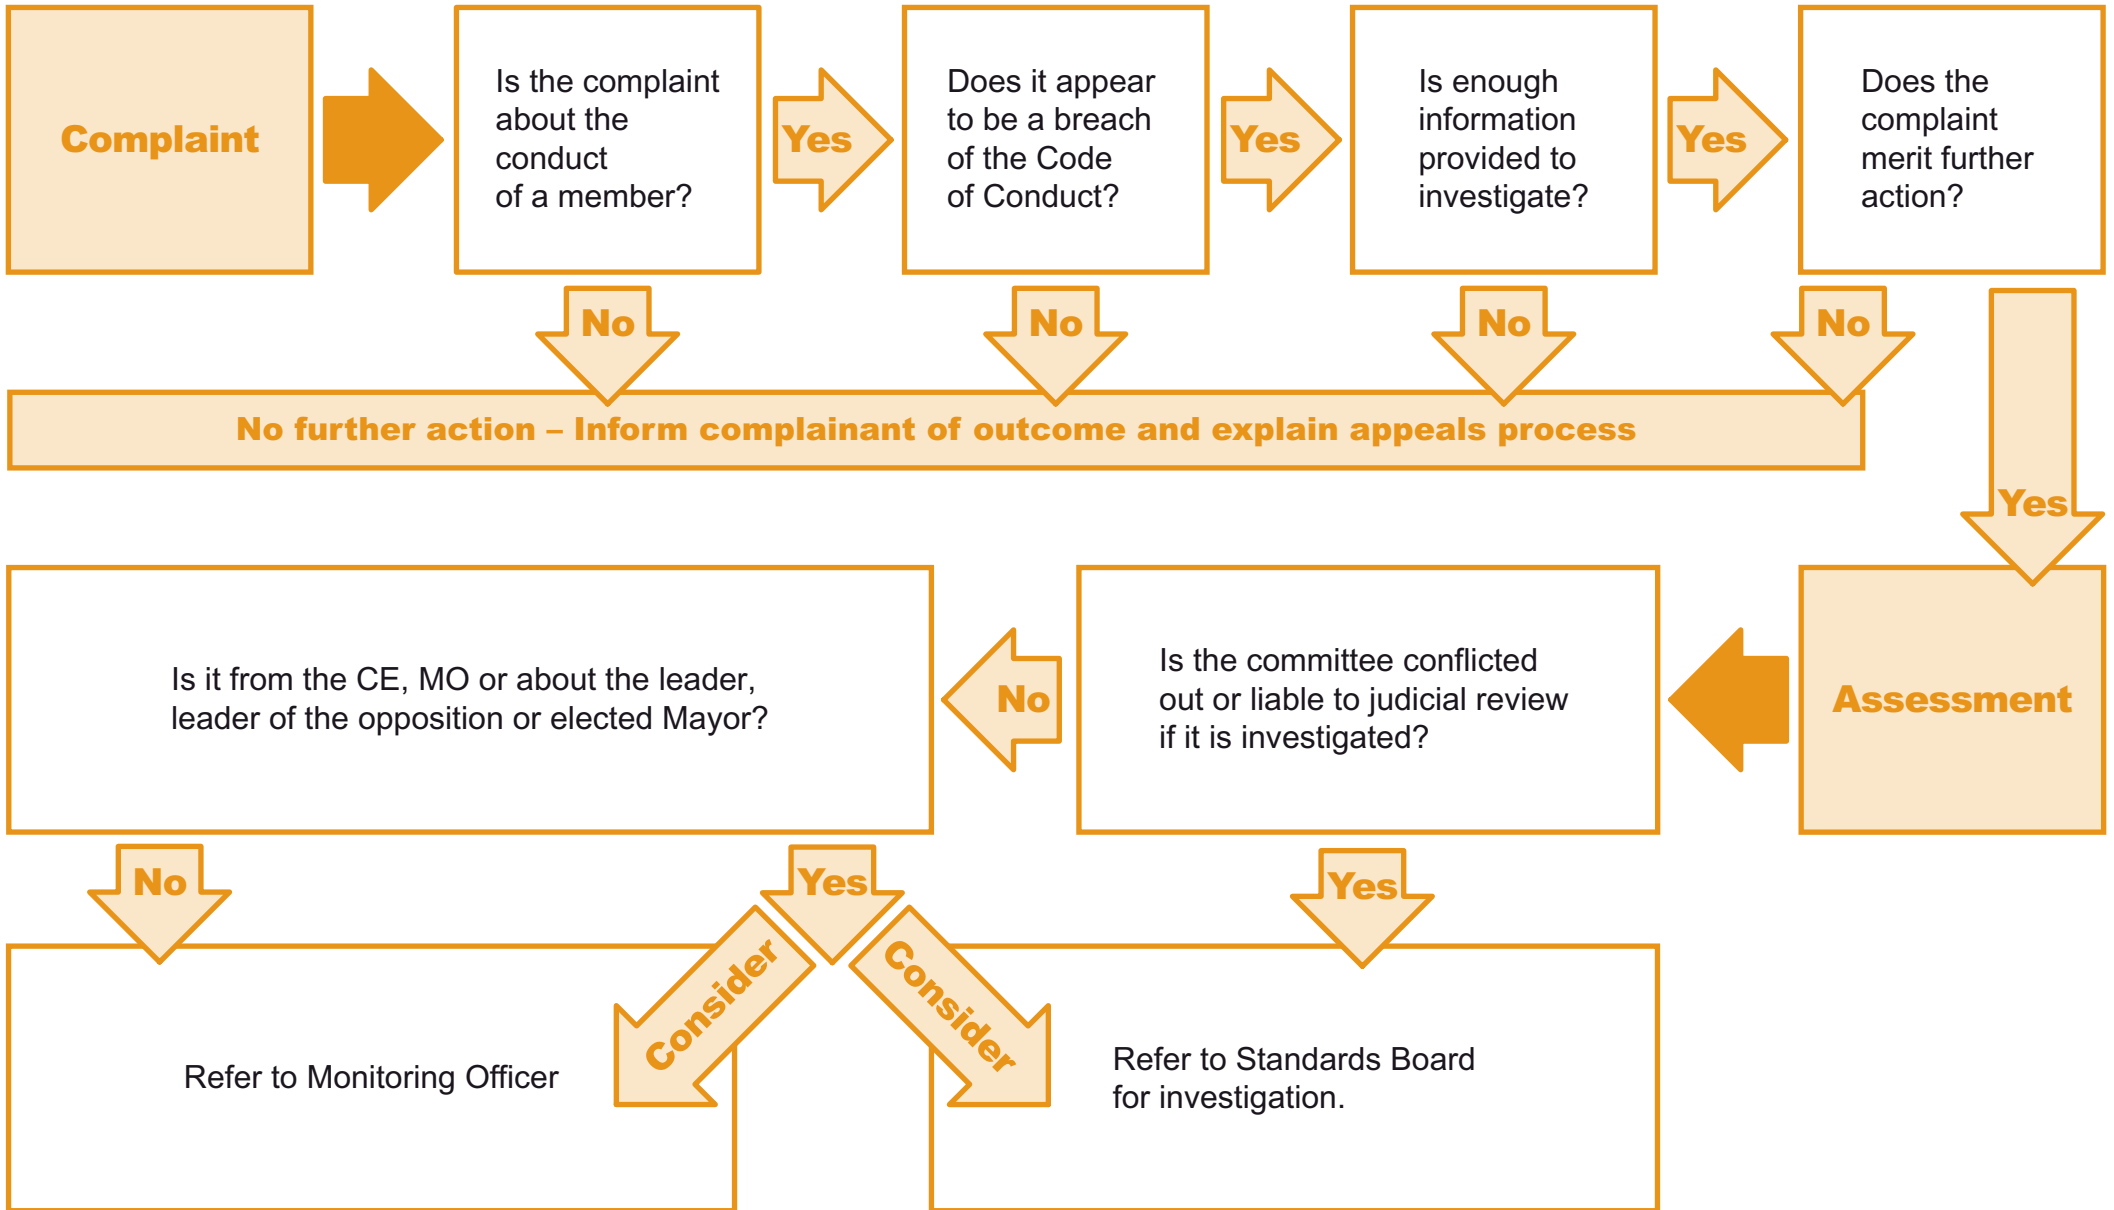 Complaint
Is the complaint
about the
conduct
of a member?
Yes
Does it appear
to be a breach
of the Code
of Conduct?
Yes
Is enough
information
provided to
investigate?
Yes
Does the
complaint
merit further
action?
No
No
No
No
No further action – Inform complainant of outcome and explain appeals process
Yes
Assessment
Is the committee conflicted
out or liable to judicial review
if it is investigated?
No
Is it from the CE, MO or about the leader,
leader of the opposition or elected Mayor?
No
Yes
Yes
Consider
Consider
Refer to Monitoring Officer
Refer to Standards Board
for investigation.